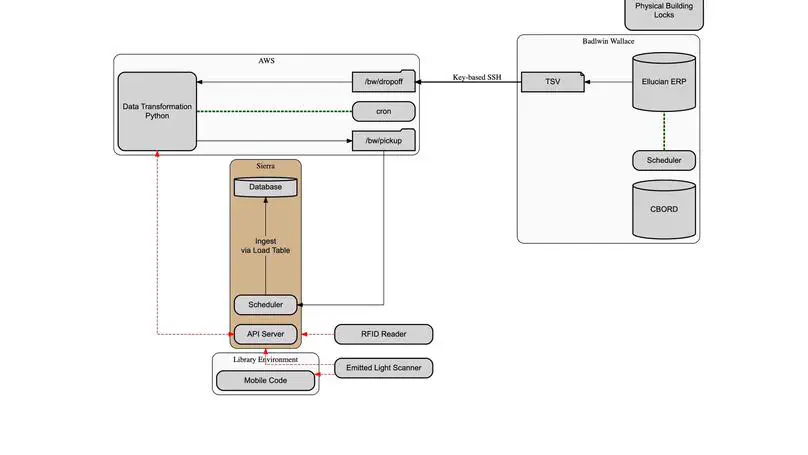 Physical Building
Locks
Badlwin Wallace
AWS
/bw/dropoff
Key-based SSH
TSV
Ellucian ERP
Data Transformation
Python
cron
/bw/pickup
Scheduler
Sierra
Database
CBORD
Ingest
via Load Table
Scheduler
API Server
RFID Reader
Library Environment
Emitted Light Scanner
Mobile Code